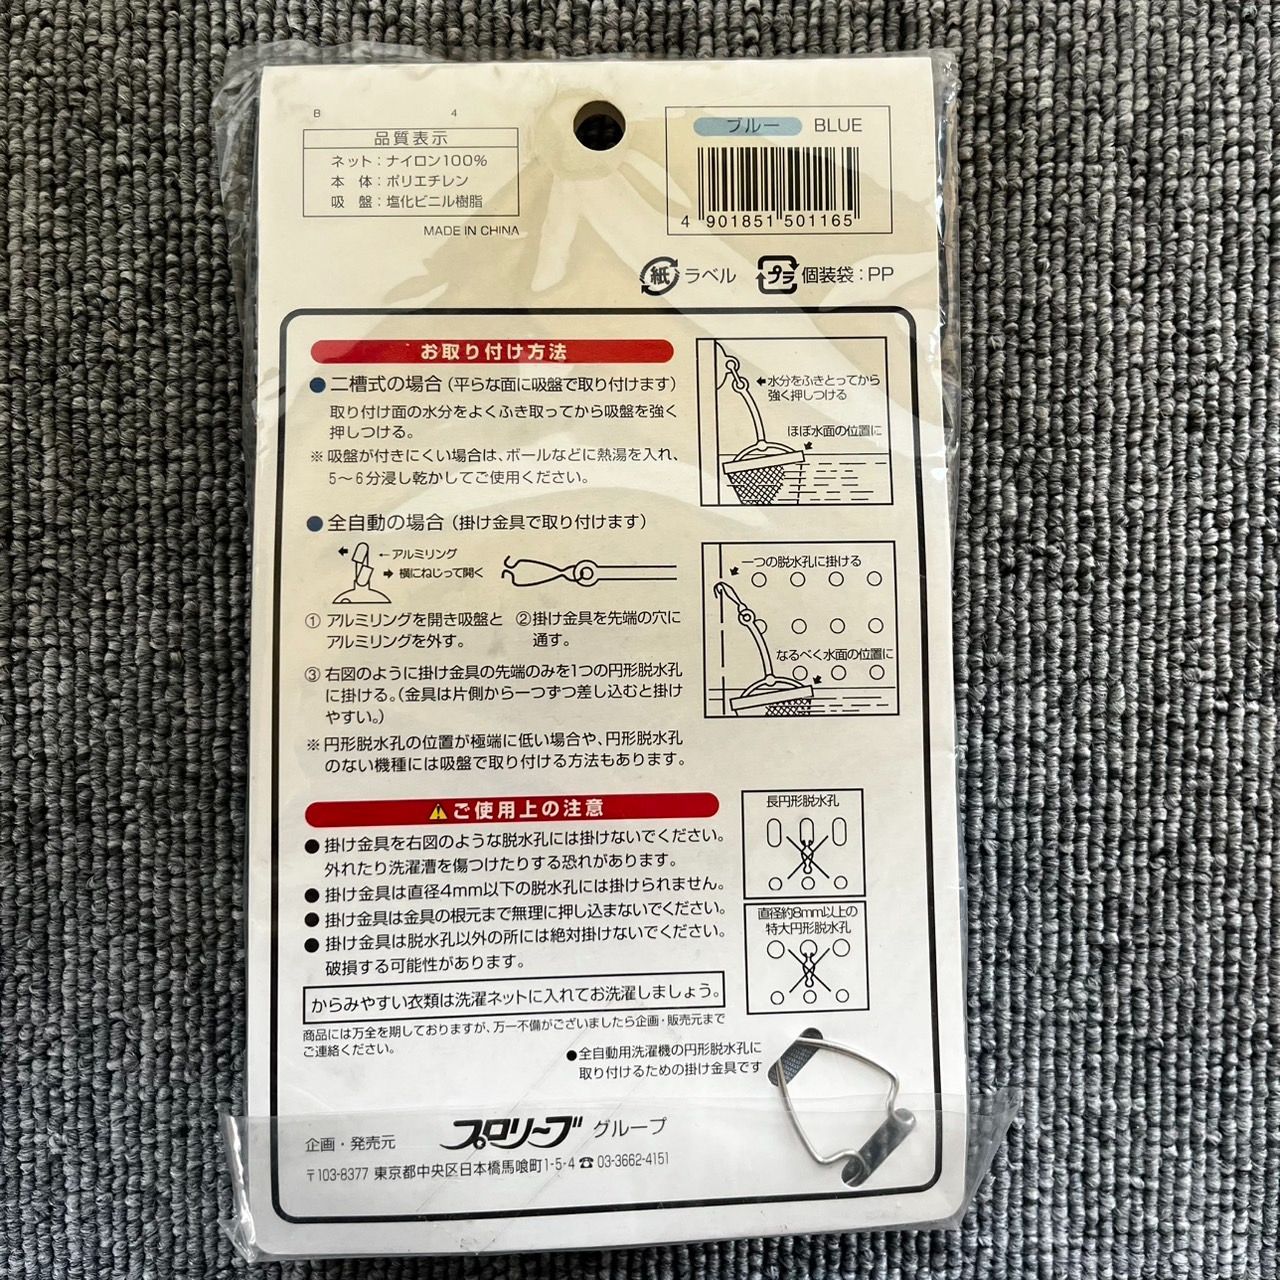 B 4
品質表示
ネット：ナイロン100％
本　体：ポリエチレン
吸　盤：塩化ビニル樹脂
MADE IN CHINA
ブルー BLUE
4 901851 501165
紙 ラベル プラ 個装袋：PP
お取り付け方法
●二槽式の場合（平らな面に吸盤で取り付けます）
取り付け面の水分をよくふき取ってから吸盤を強く
押しつける。
※吸盤が付きにくい場合は、ボールなどに熱湯を入れ、
5～6分浸し乾かしてご使用ください。
←水分をふきとってから
強く押しつける
ほぼ水面の位置に
●全自動の場合（掛け金具で取り付けます）
←アルミリング
➡横にねじって開く
①アルミリングを開き吸盤と
アルミリングを外す。
②掛け金具を先端の穴に
通す。
③右図のように掛け金具の先端のみを1つの円形脱水孔
に掛ける。（金具は片側から一つずつ差し込むと掛け
やすい。）
※円形脱水孔の位置が極端に低い場合や、円形脱水孔
のない機種には吸盤で取り付ける方法もあります。
一つの脱水孔に掛ける
なるべく水面の位置に
⚠ご使用上の注意
●掛け金具を右図のような脱水孔には掛けないでください。
外れたり洗濯漕を傷つけたりする恐れがあります。
●掛け金具は直径4mm以下の脱水孔には掛けられません。
●掛け金具は金具の根元まで無理に押し込まないでください。
●掛け金具は脱水孔以外の所には絶対掛けないでください。
破損する可能性があります。
長円形脱水孔
直径約8mm以上の
特大円形脱水孔
からみやすい衣類は洗濯ネットに入れてお洗濯しましょう。
商品には万全を期しておりますが、万一不備がございましたら企画・販売元まで
ご連絡ください。
●全自動用洗濯機の円形脱水孔に
取り付けるための掛け金具です
企画・発売元 プロリーブ グループ
〒103-8377 東京都中央区日本橋馬喰町1-5-4 ☎ 03-3662-4151